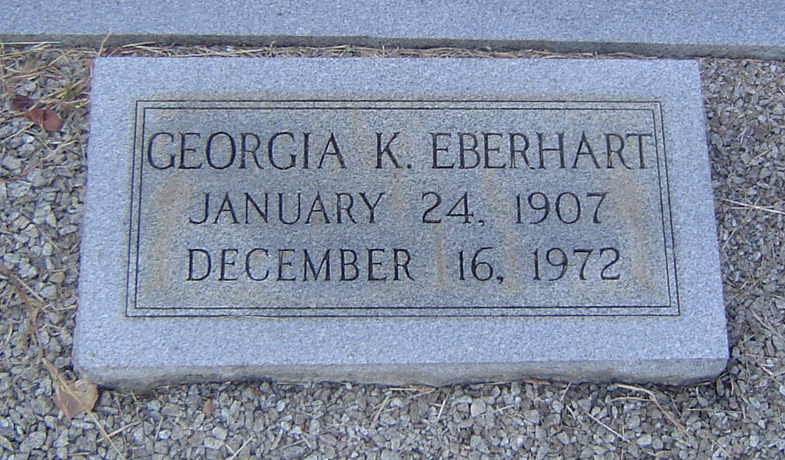 GEORGIA K. EBERHART
JANUARY 24, 1907
DECEMBER 16, 1972